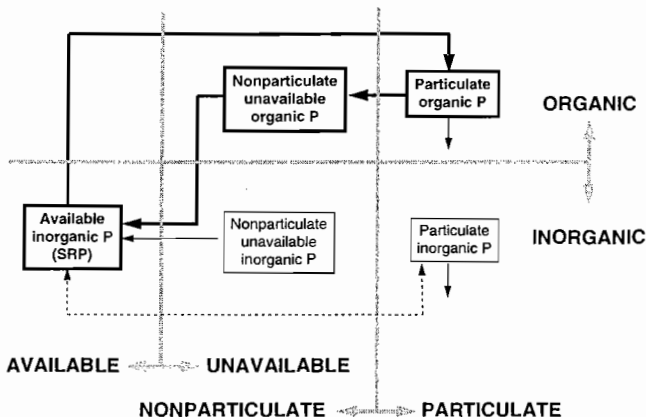 Nonparticulate
unavailable
organic P
Particulate
organic P
ORGANIC
Available
inorganic P
(SRP)
Nonparticulate
unavailable
inorganic P
Particulate
inorganic P
INORGANIC
AVAILABLE
UNAVAILABLE
NONPARTICULATE
PARTICULATE